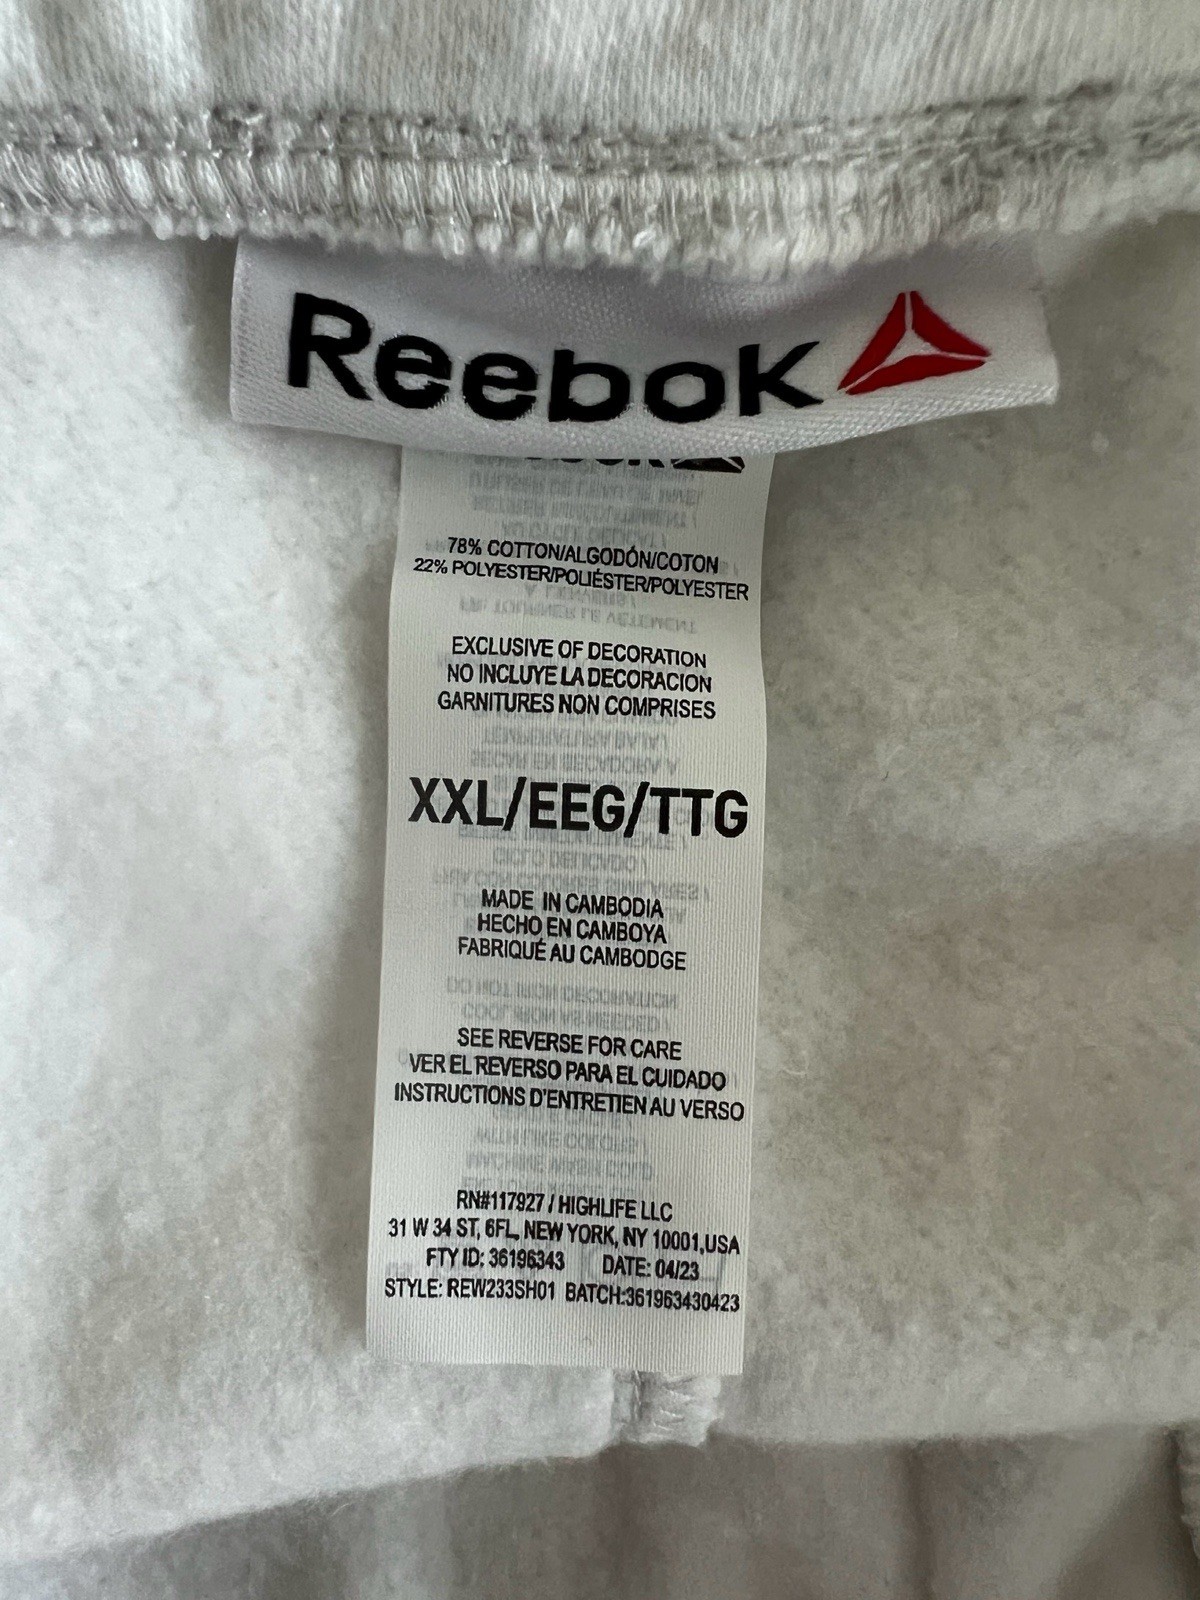 Reebok
78% COTTON/ALGODÓN/COTON
22% POLYESTER/POLIÉSTER/POLYESTER
EXCLUSIVE OF DECORATION
NO INCLUYE LA DECORACION
GARNITURES NON COMPRISES
XXL/EEG/TTG
MADE IN CAMBODIA
HECHO EN CAMBOYA
FABRIQUÉ AU CAMBODGE
SEE REVERSE FOR CARE
VER EL REVERSO PARA EL CUIDADO
INSTRUCTIONS D'ENTRETIEN AU VERSO
RN#117927 / HIGHLIFE LLC
31 W 34 ST, 6FL, NEW YORK, NY 10001,USA
FTY ID: 36196343 DATE: 04/23
STYLE: REW233SH01 BATCH:361963430423